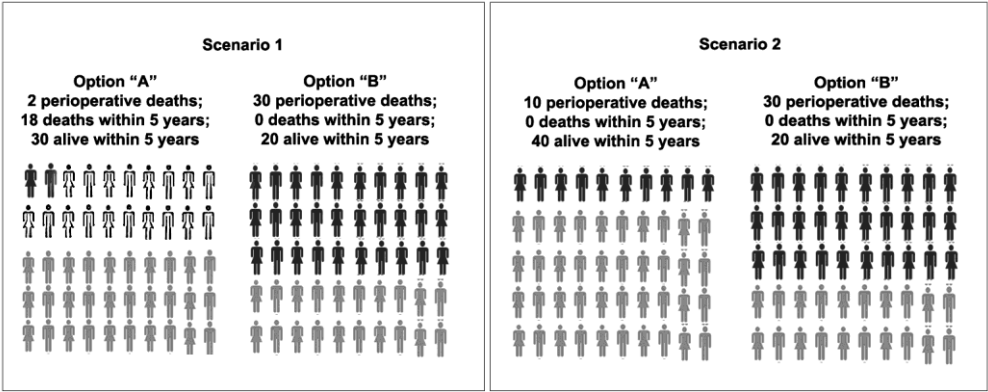 Scenario 1
Option “A”
2 perioperative deaths;
18 deaths within 5 years;
30 alive within 5 years
Option “B”
30 perioperative deaths;
0 deaths within 5 years;
20 alive within 5 years
Scenario 2
Option “A”
10 perioperative deaths;
0 deaths within 5 years;
40 alive within 5 years
Option “B”
30 perioperative deaths;
0 deaths within 5 years;
20 alive within 5 years